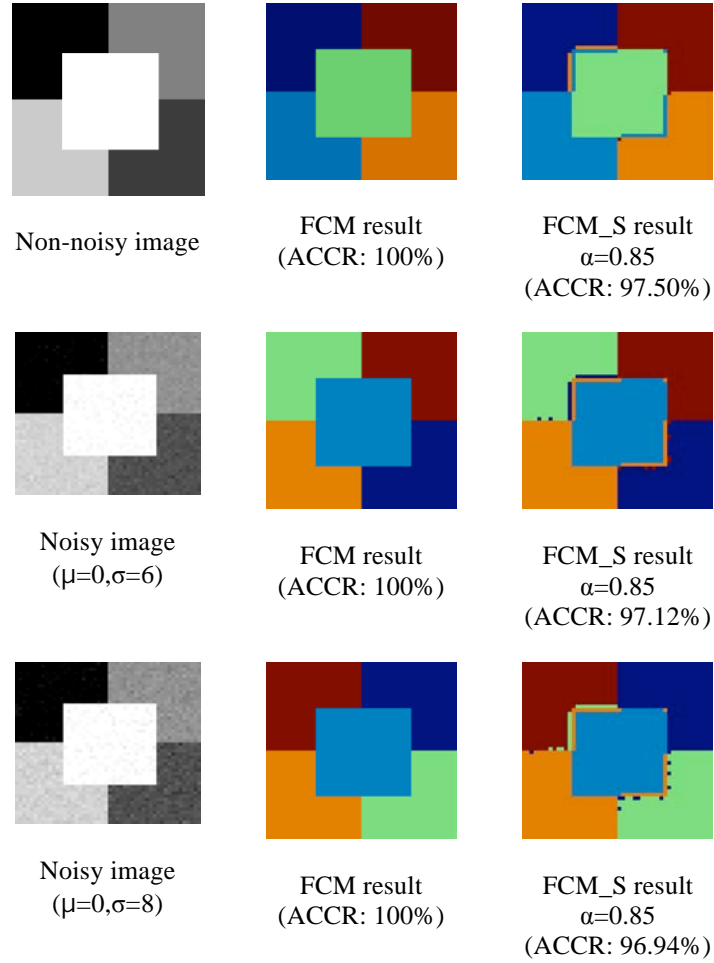 Non-noisy image
FCM result
(ACCR: 100%)
FCM_S result
α=0.85
(ACCR: 97.50%)
Noisy image
(μ=0,σ=6)
FCM result
(ACCR: 100%)
FCM_S result
α=0.85
(ACCR: 97.12%)
Noisy image
(μ=0,σ=8)
FCM result
(ACCR: 100%)
FCM_S result
α=0.85
(ACCR: 96.94%)